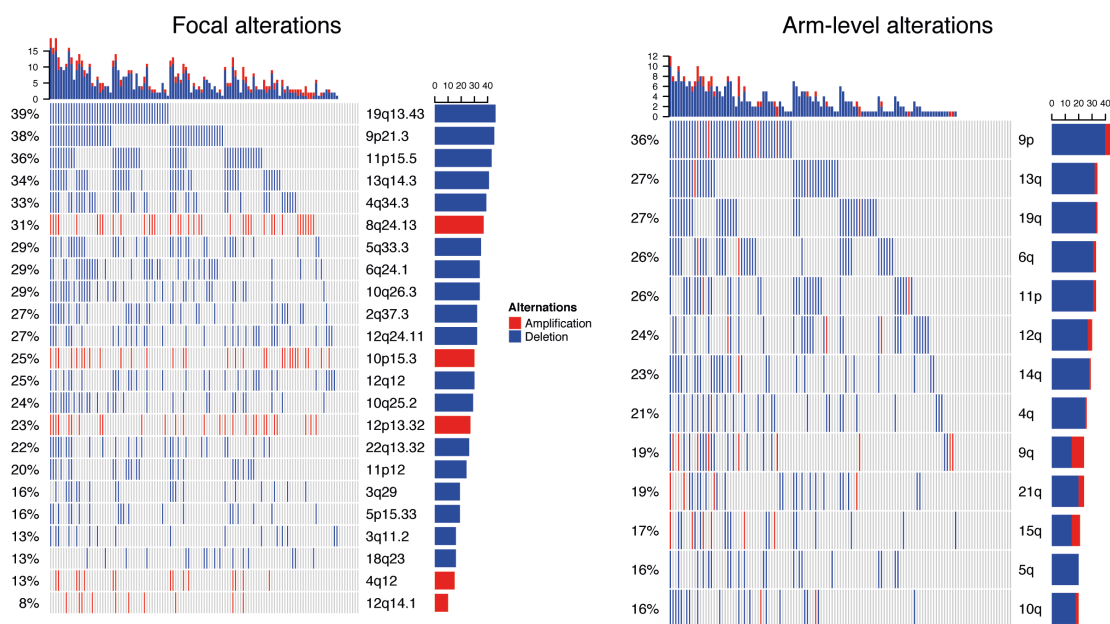 Focal alterations
Arm-level alterations
15
10
5
0
0 10 20 30 40
39% 19q13.43
38% 9p21.3
36% 11p15.5
34% 13q14.3
33% 4q34.3
31% 8q24.13
29% 5q33.3
29% 6q24.1
29% 10q26.3
27% 2q37.3
27% 12q24.11
25% 10p15.3
25% 12q12
24% 10q25.2
23% 12p13.32
22% 22q13.32
20% 11p12
16% 3q29
16% 5p15.33
13% 3q11.2
13% 18q23
13% 4q12
8% 12q14.1
Alternations
Amplification
Deletion
12
10
8
6
4
2
0
0 10 20 30 40
36% 9p
27% 13q
27% 19q
26% 6q
26% 11p
24% 12q
23% 14q
21% 4q
19% 9q
19% 21q
17% 15q
16% 5q
16% 10q